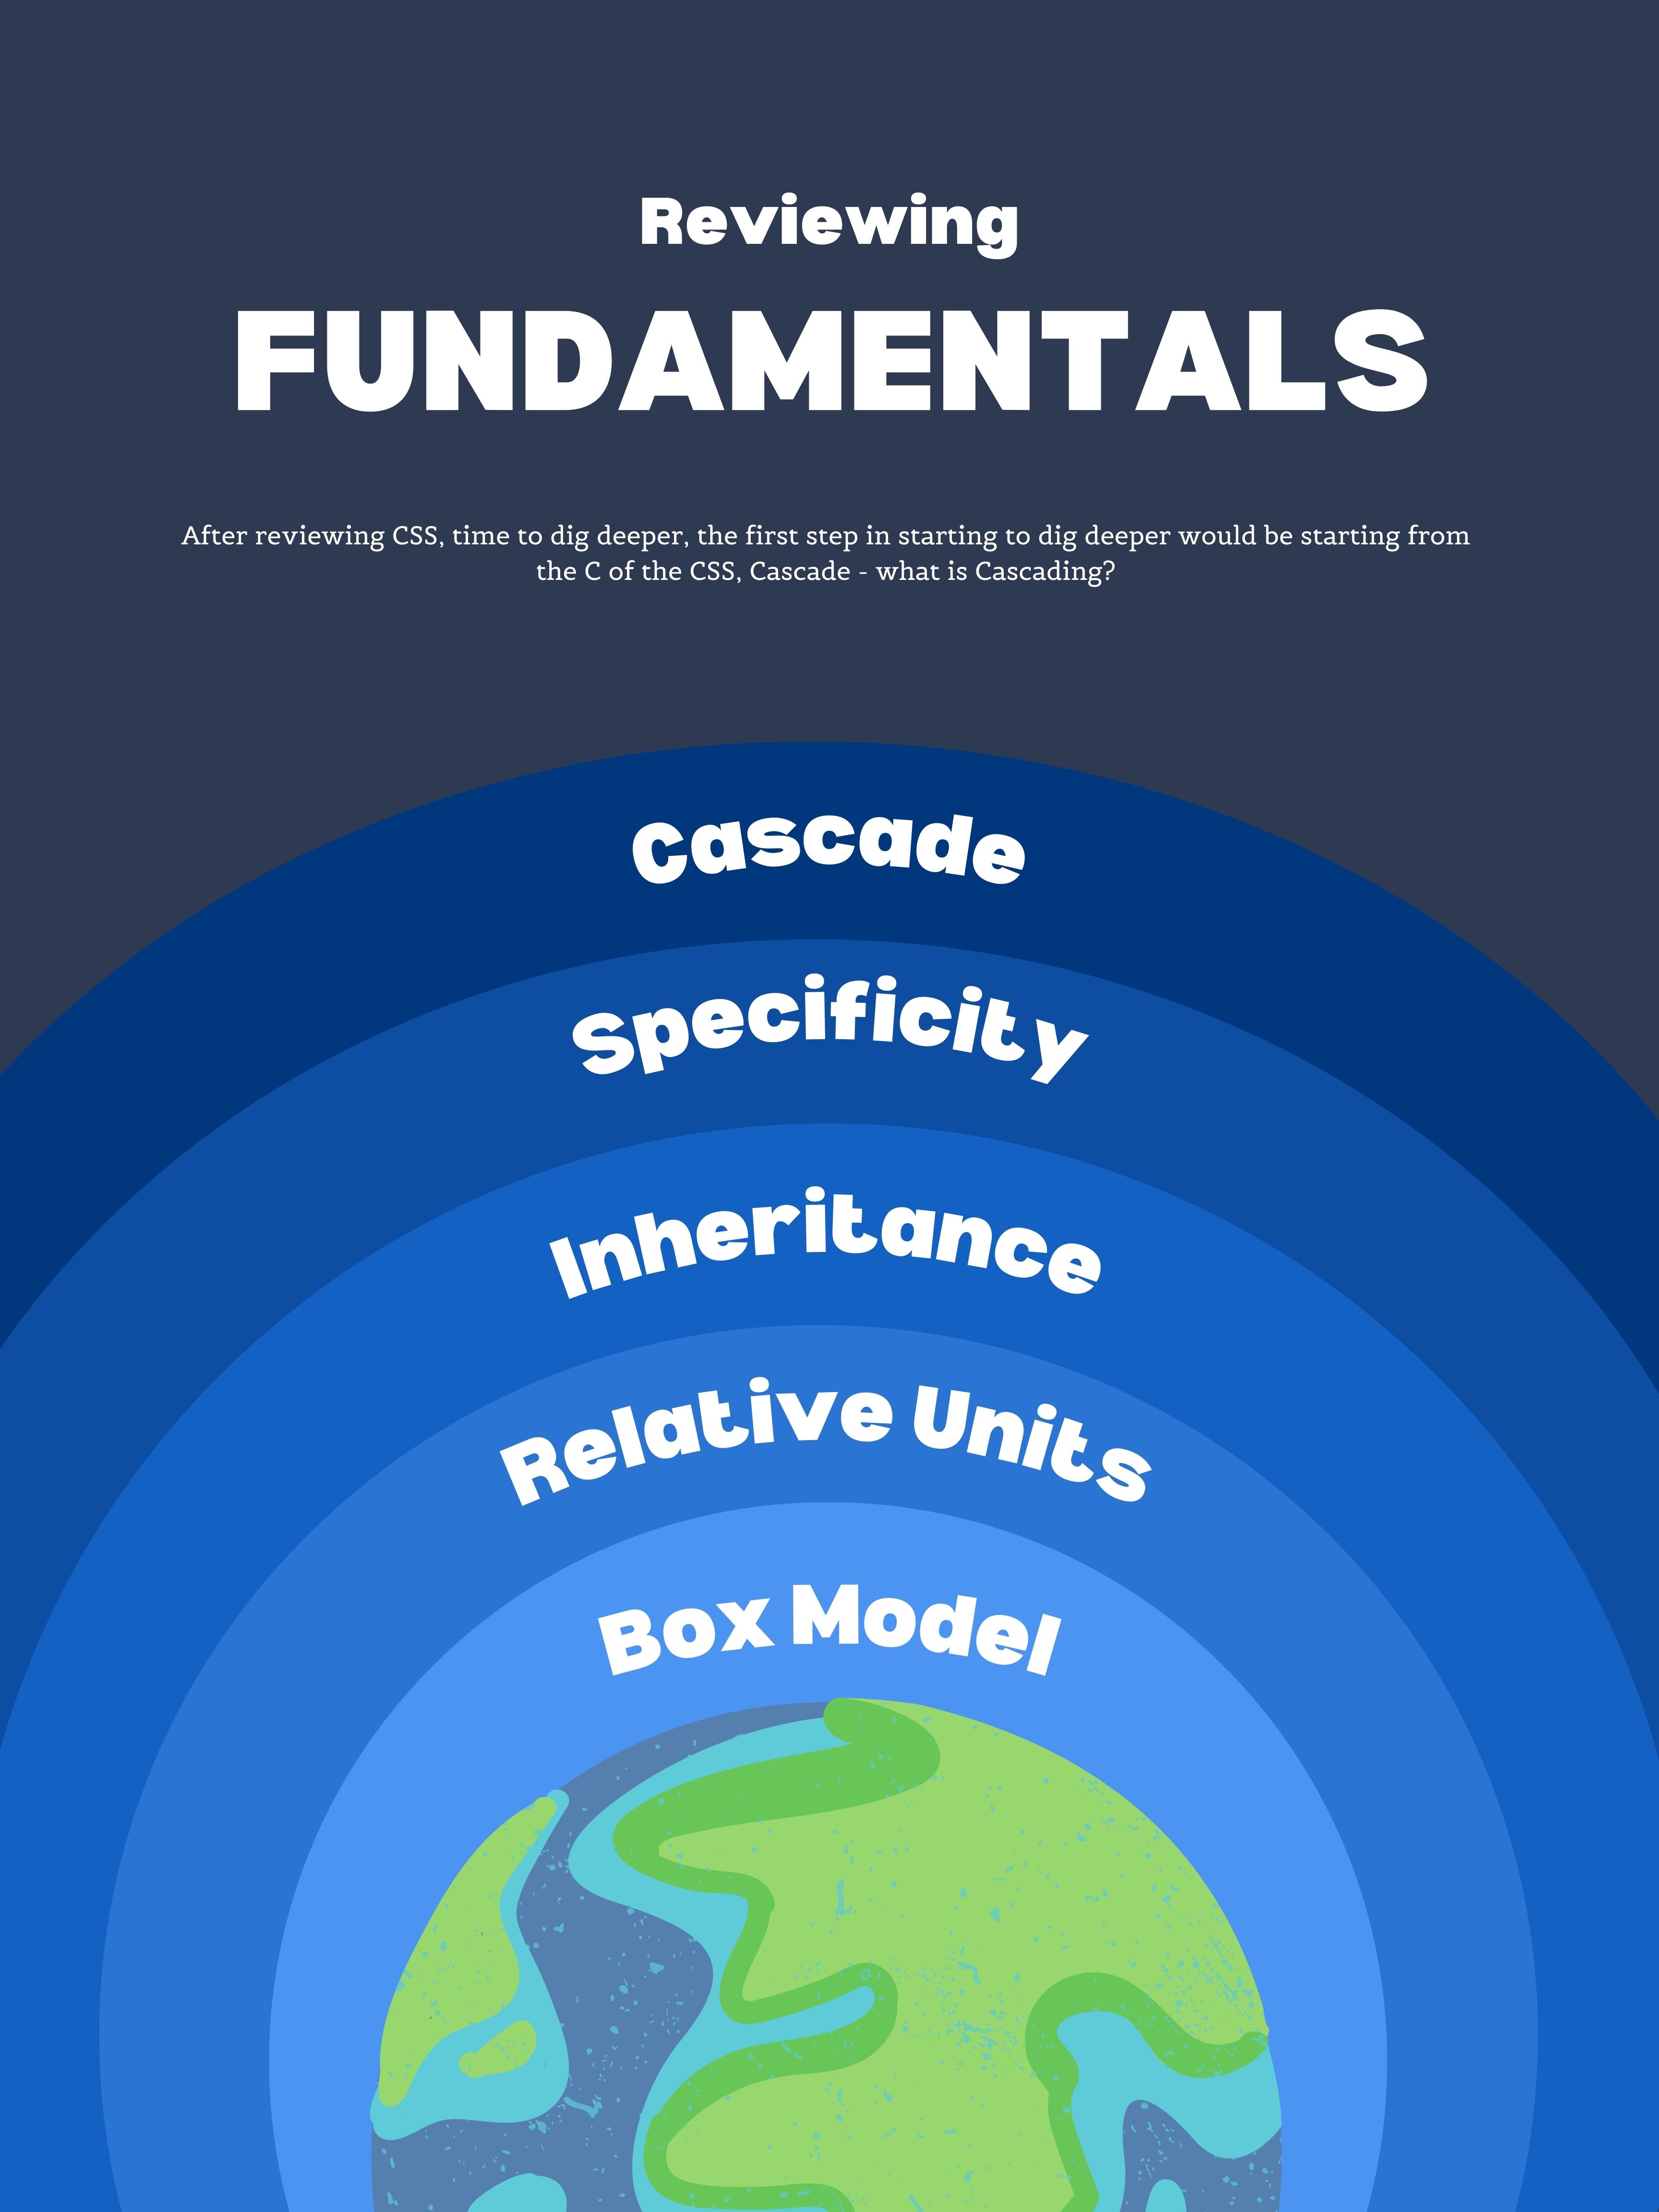 Reviewing
FUNDAMENTALS
After reviewing CSS, time to dig deeper, the first step in starting to dig deeper would be starting from
the C of the CSS, Cascade - what is Cascading?
Cascade
Specificity
Inheritance
Relative Units
Box Model